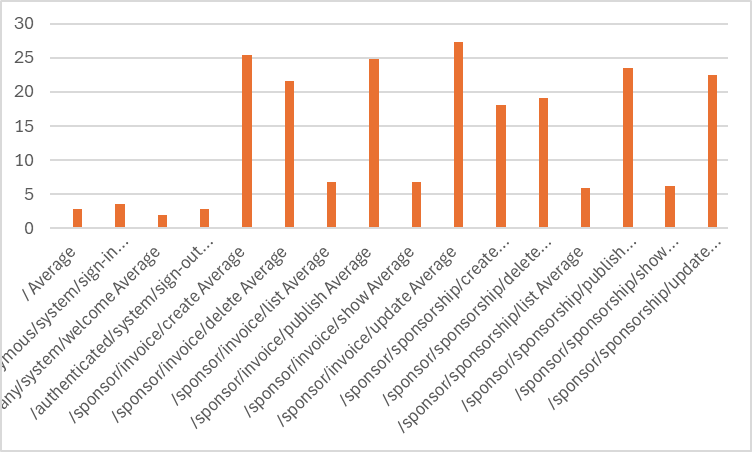 30
25
20
15
10
5
0
/ Average
ymous/system/sign-in...
any/system/welcome Average
/authenticated/system/sign-out...
/sponsor/invoice/create Average
/sponsor/invoice/delete Average
/sponsor/invoice/list Average
/sponsor/invoice/publish Average
/sponsor/invoice/show Average
/sponsor/invoice/update Average
/sponsor/sponsorship/create...
/sponsor/sponsorship/delete...
/sponsor/sponsorship/list Average
/sponsor/sponsorship/publish...
/sponsor/sponsorship/show...
/sponsor/sponsorship/update...